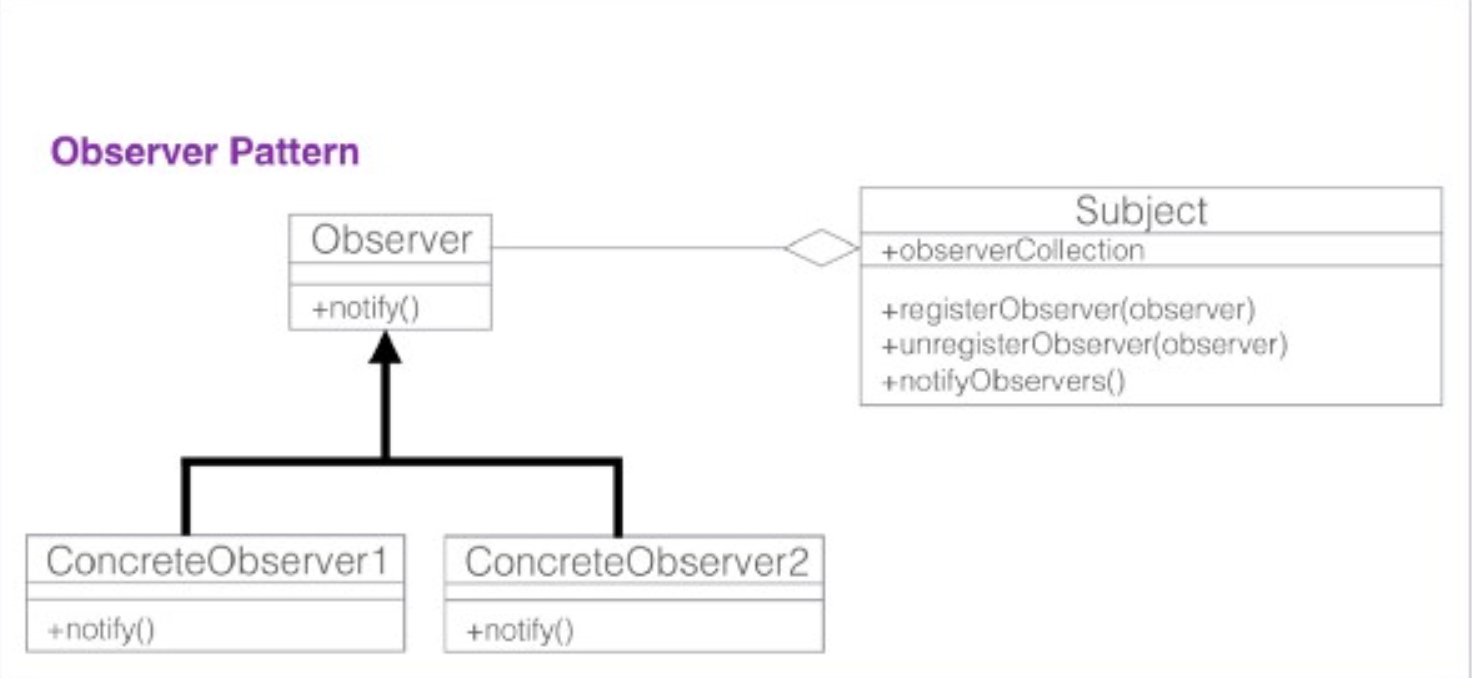 Observer Pattern
Observer
+notify()
Subject
+observerCollection
+registerObserver(observer)
+unregisterObserver(observer)
+notifyObservers()
ConcreteObserver1
+notify()
ConcreteObserver2
+notify()